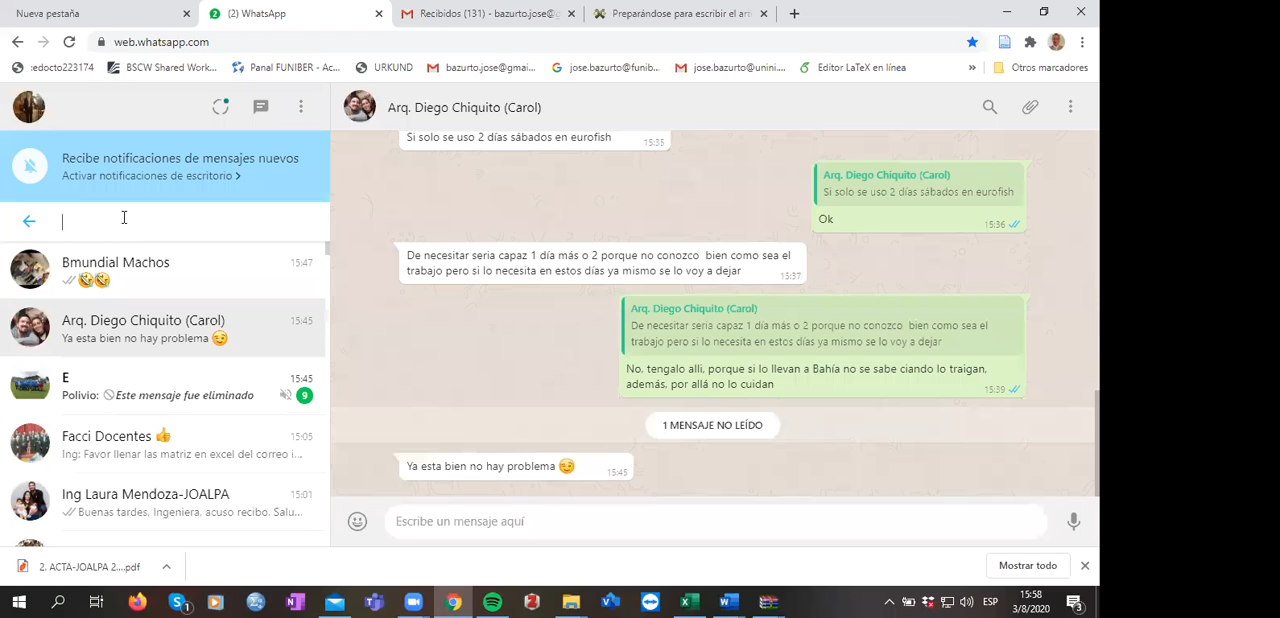 Nueva pestaña
(2) WhatsApp
Recibidos (131) - bazurto.jose@g
Preparándose para escribir el art
web.whatsapp.com
:edocto223174
BSCW Shared Work...
Panal FUNIBER - Ac...
URKUND
bazurto.jose@gmai...
jose.bazurto@funib...
jose.bazurto@unini....
Editor LaTeX en línea
»
Otros marcadores
Arq. Diego Chiquito (Carol)
Recibe notificaciones de mensajes nuevos
Activar notificaciones de escritorio >
Bmundial Machos
15:47
🤣🤣
Arq. Diego Chiquito (Carol)
15:45
Ya esta bien no hay problema 😏
E
15:45
Polivio: Este mensaje fue eliminado
9
Facci Docentes 👍
15:05
Ing: Favor llenar las matriz en excel del correo i...
Ing Laura Mendoza-JOALPA
15:01
Buenas tardes, Ingeniera, acuso recibo. Salu...
Si solo se uso 2 días sábados en eurofish
15:35
Arq. Diego Chiquito (Carol)
Si solo se uso 2 días sábados en eurofish
Ok
15:36
De necesitar seria capaz 1 día más o 2 porque no conozco bien como sea el
trabajo pero si lo necesita en estos días ya mismo se lo voy a dejar
15:37
Arq. Diego Chiquito (Carol)
De necesitar seria capaz 1 día más o 2 porque no conozco bien como sea el
trabajo pero si lo necesita en estos días ya mismo se lo voy a dejar
No, tengalo alli, porque si lo llevan a Bahía no se sabe ciando lo traigan,
además, por allá no lo cuidan
15:39
1 MENSAJE NO LEÍDO
Ya esta bien no hay problema 😏
15:45
Escribe un mensaje aquí
2. ACTA-JOALPA 2....pdf
Mostrar todo
ESP
15:58
3/8/2020
1
3